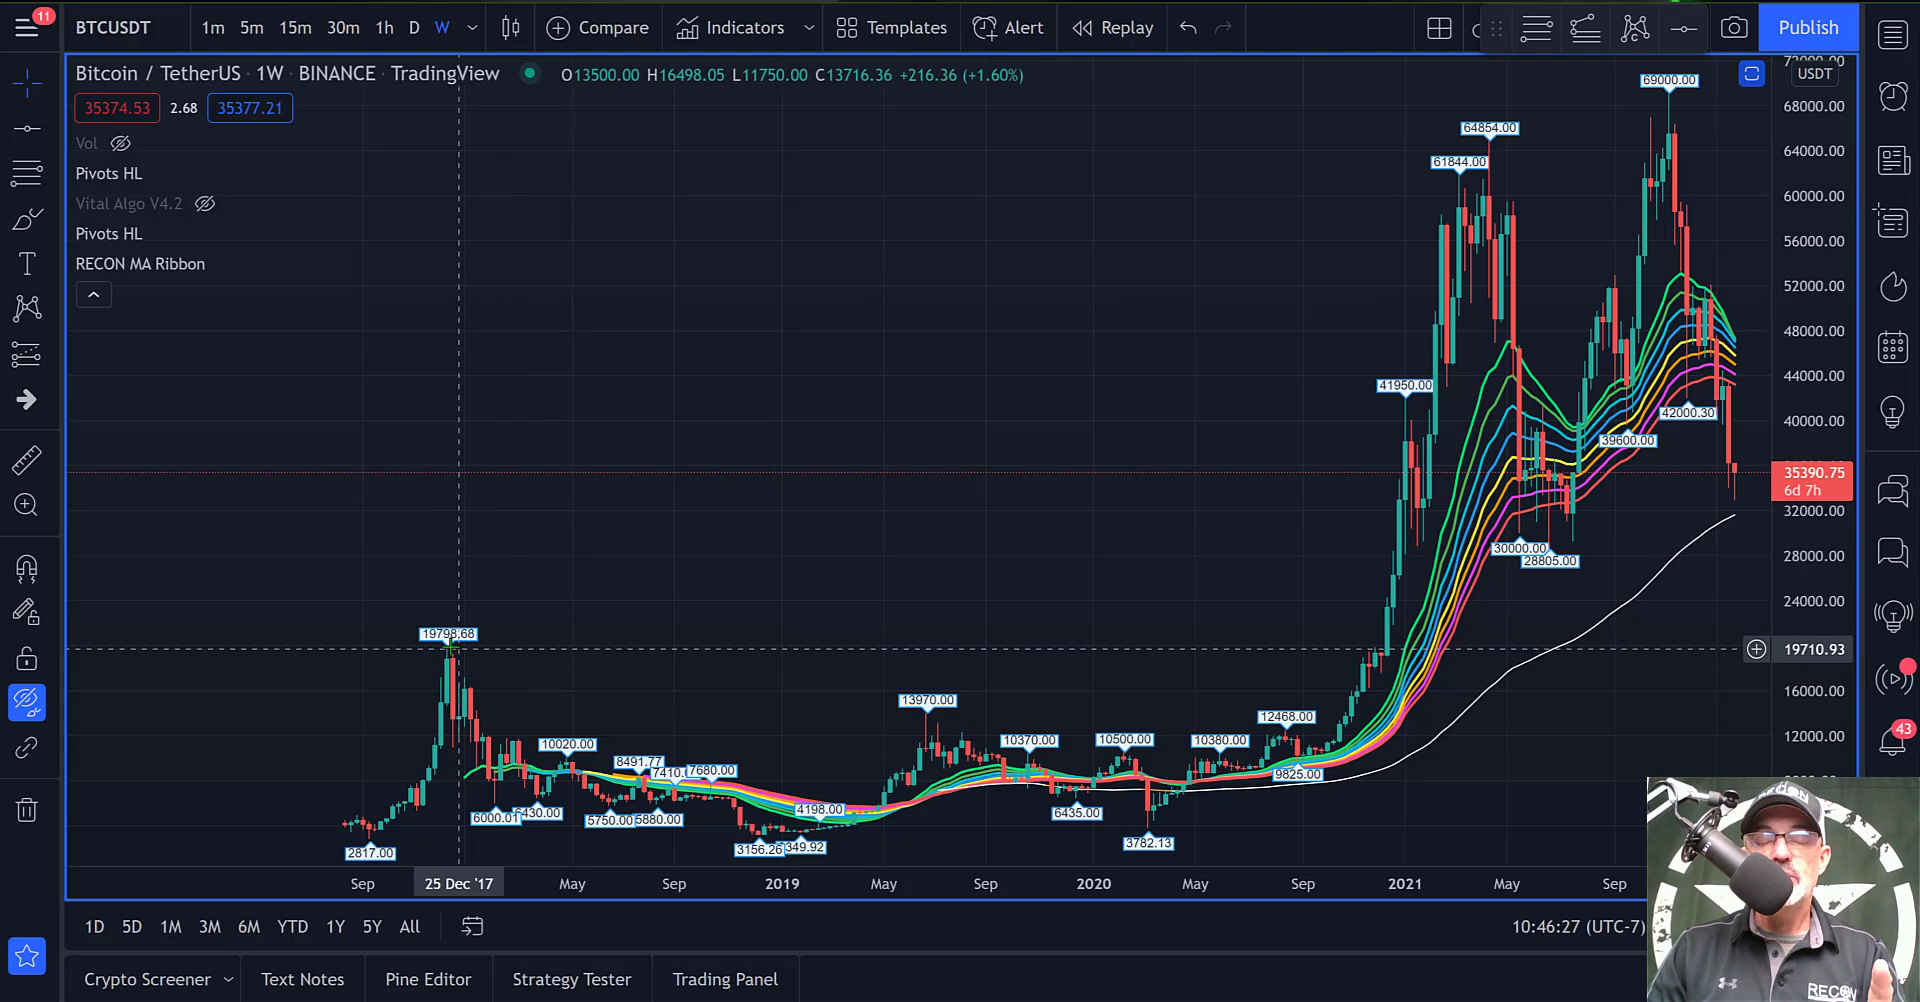 11
BTCUSDT
1m 5m 15m 30m 1h D W
Compare
Indicators
Templates
Alert
Replay
Publish
Bitcoin / TetherUS · 1W · BINANCE · TradingView
O13500.00 H16498.05 L11750.00 C13716.36 +216.36 (+1.60%)
USDT
35374.53 2.68 35377.21
Vol
Pivots HL
Vital Algo V4.2
Pivots HL
RECON MA Ribbon
69000.00
64854.00
61844.00
41950.00
42000.30
39600.00
30000.00
28805.00
19798.68
13970.00
12468.00
10020.00
10370.00
10500.00
10380.00
8491.77
7680.00
9825.00
6000.01
5750.00
5880.00
4198.00
6435.00
3782.13
3156.26
2817.00
72000.00
68000.00
64000.00
60000.00
56000.00
52000.00
48000.00
44000.00
40000.00
35390.75
6d 7h
32000.00
28000.00
24000.00
19710.93
16000.00
12000.00
43
Sep 25 Dec '17 May Sep 2019 May Sep 2020 May Sep 2021 May Sep
1D 5D 1M 3M 6M YTD 1Y 5Y All
10:46:27 (UTC-7)
Crypto Screener
Text Notes
Pine Editor
Strategy Tester
Trading Panel
RECON